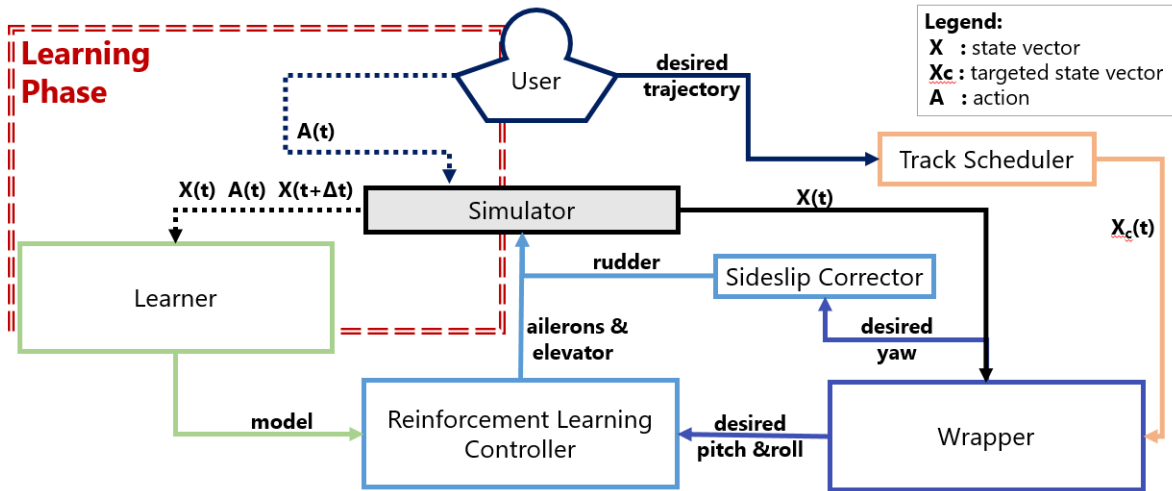 Legend:
X : state vector
Xc : targeted state vector
A : action
Learning
Phase
User
desired
trajectory
A(t)
Track Scheduler
X(t) A(t) X(t+Δt)
Simulator
X(t)
Xc(t)
Learner
rudder
Sideslip Corrector
ailerons &
elevator
desired
yaw
model
Reinforcement Learning
Controller
desired
pitch &roll
Wrapper